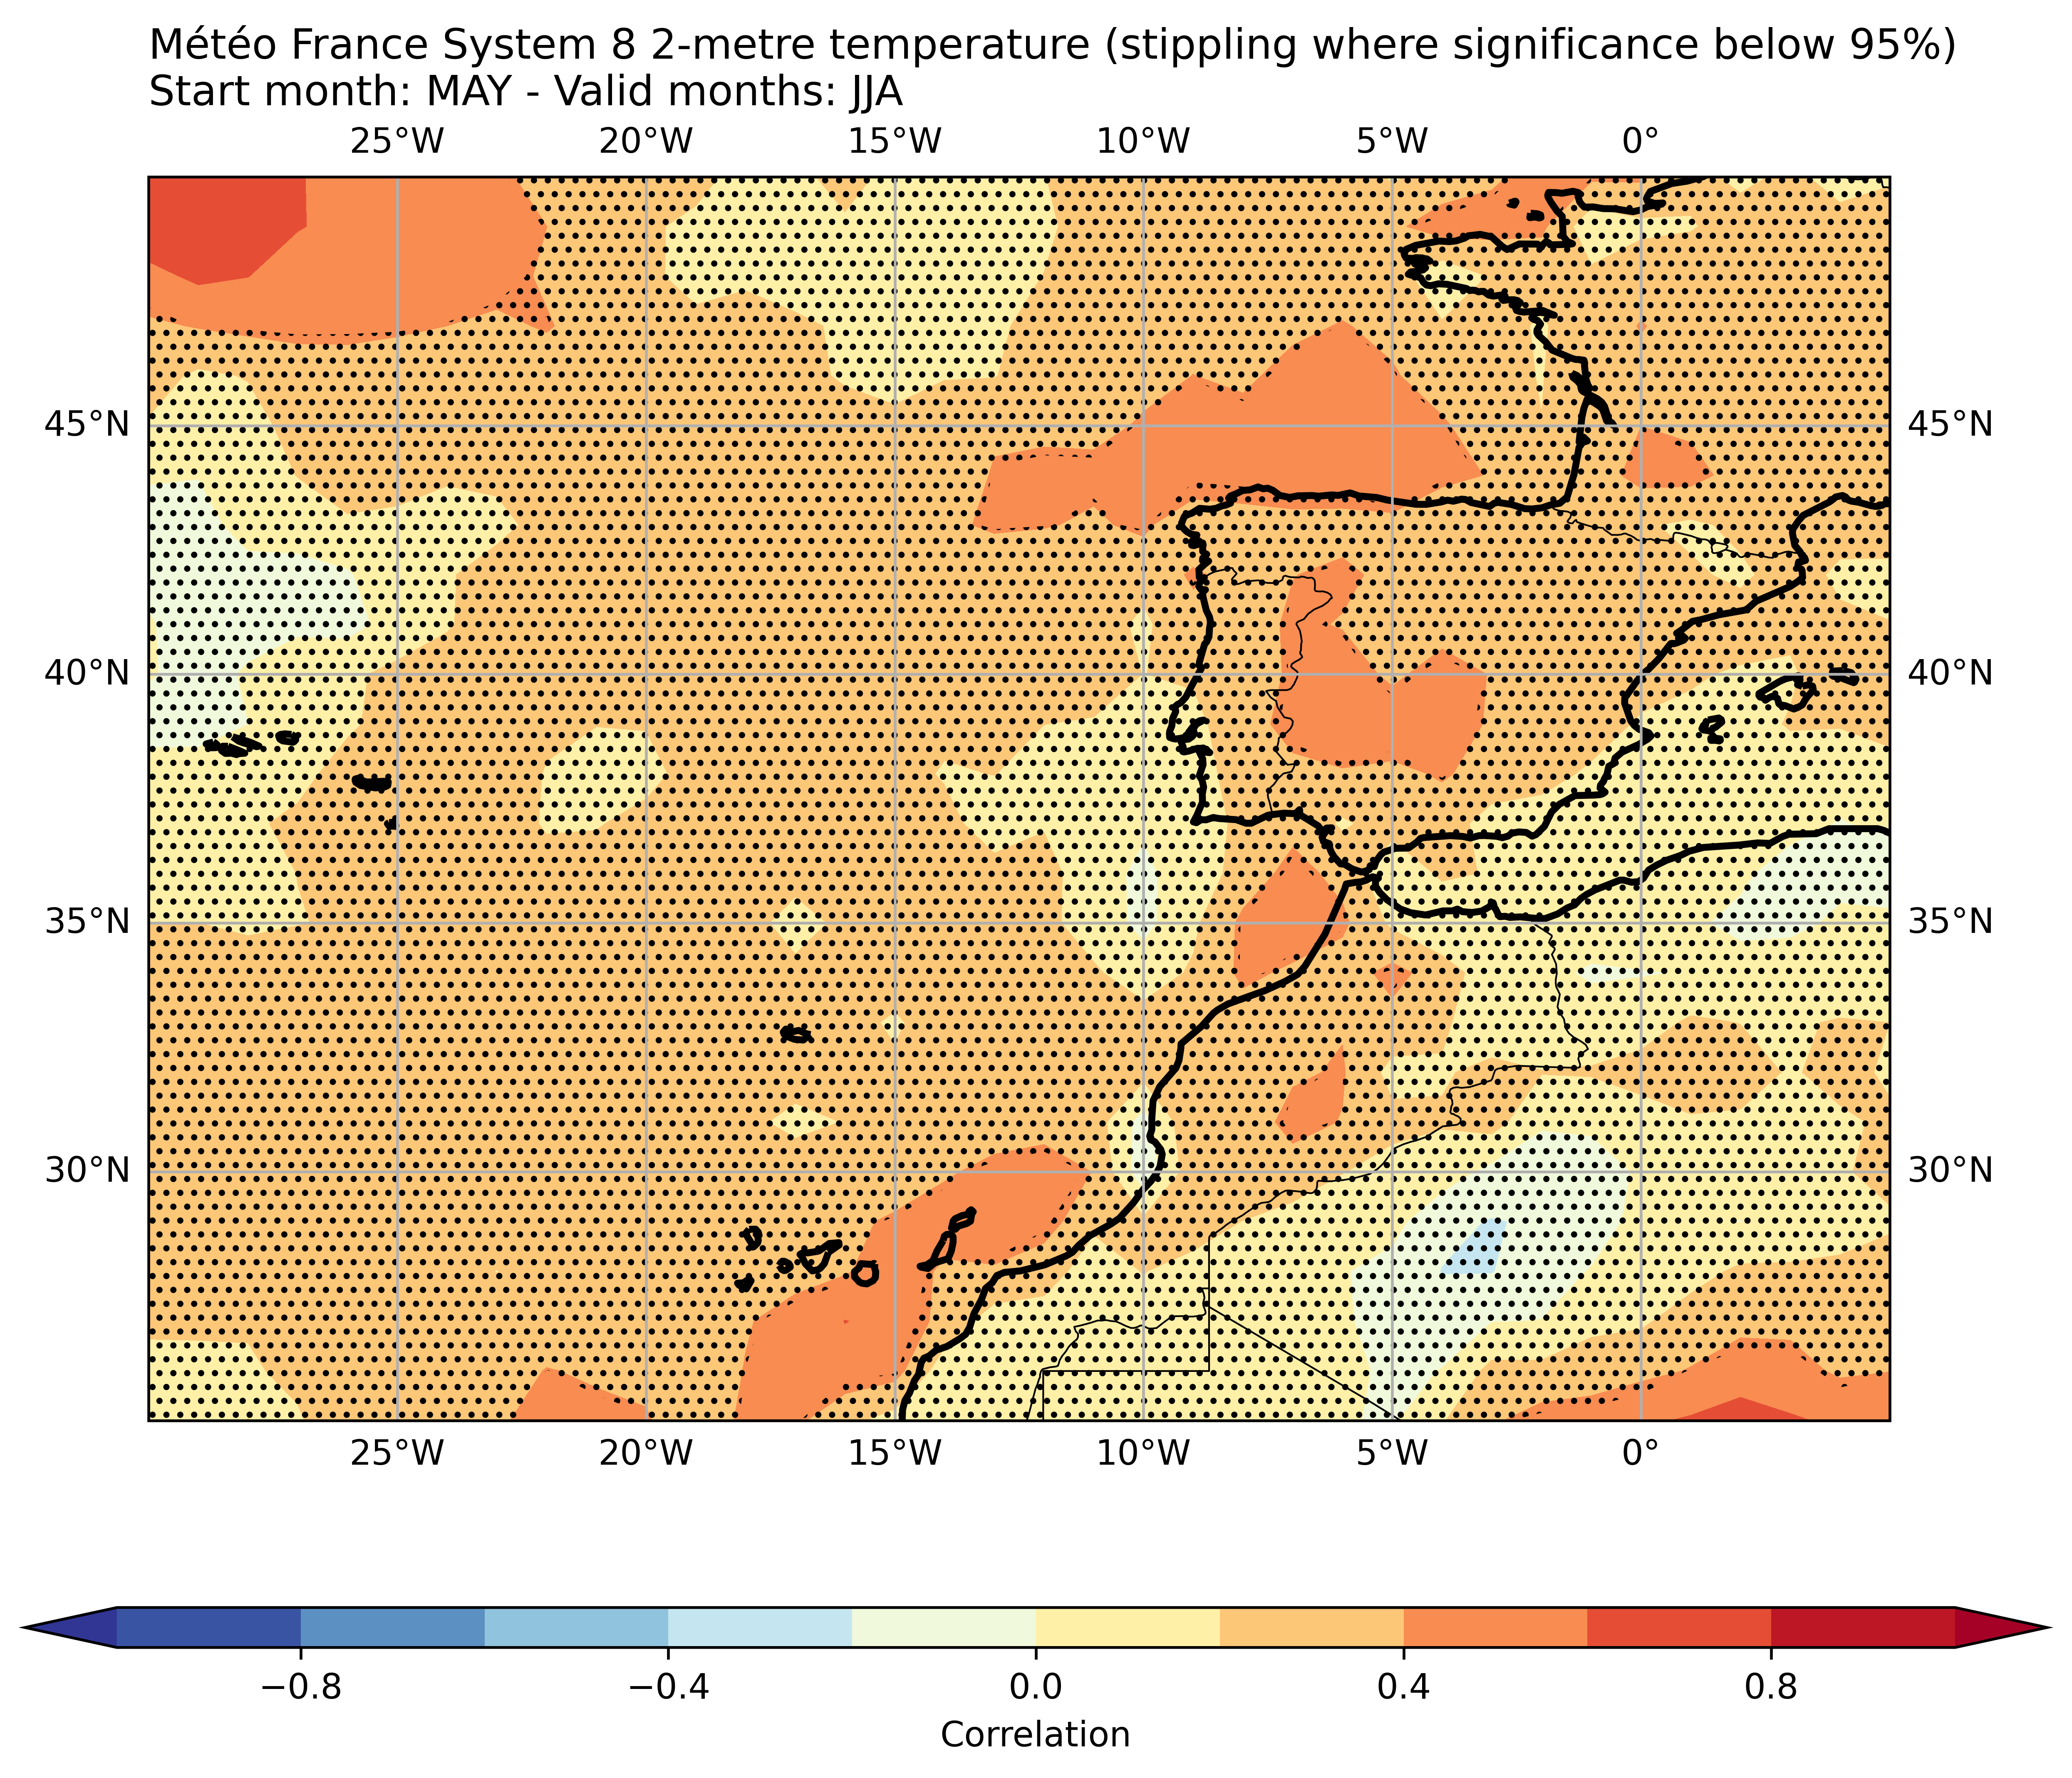 Météo France System 8 2-metre temperature (stippling where significance below 95%)
Start month: MAY - Valid months: JJA
25°W 20°W 15°W 10°W 5°W 0°
45°N 45°N
40°N 40°N
35°N 35°N
30°N 30°N
25°W 20°W 15°W 10°W 5°W 0°
−0.8 −0.4 0.0 0.4 0.8
Correlation